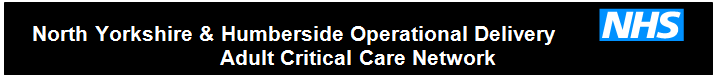 North Yorkshire & Humberside Operational Delivery
Adult Critical Care Network
NHS